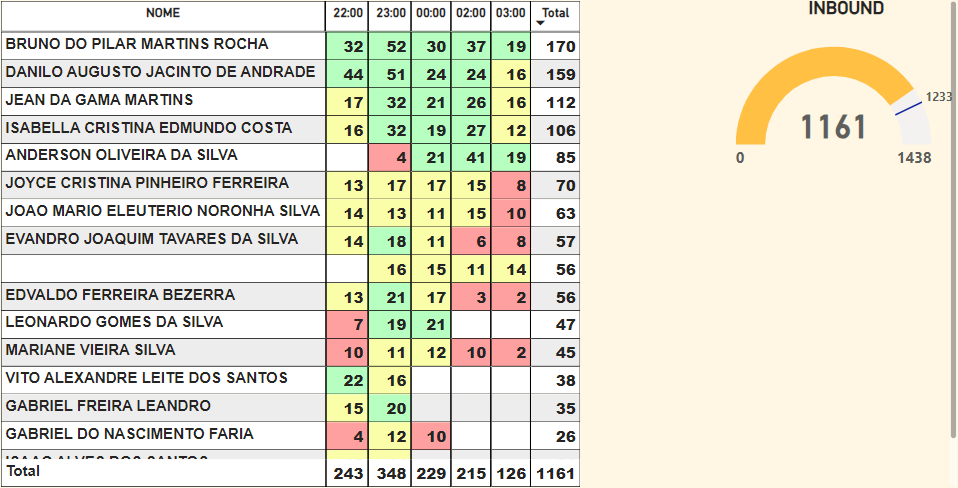 NOME 22:00 23:00 00:00 02:00 03:00 Total
BRUNO DO PILAR MARTINS ROCHA 32 52 30 37 19 170
DANILO AUGUSTO JACINTO DE ANDRADE 44 51 24 24 16 159
JEAN DA GAMA MARTINS 17 32 21 26 16 112
ISABELLA CRISTINA EDMUNDO COSTA 16 32 19 27 12 106
ANDERSON OLIVEIRA DA SILVA 4 21 41 19 85
JOYCE CRISTINA PINHEIRO FERREIRA 13 17 17 15 8 70
JOAO MARIO ELEUTERIO NORONHA SILVA 14 13 11 15 10 63
EVANDRO JOAQUIM TAVARES DA SILVA 14 18 11 6 8 57
16 15 11 14 56
EDVALDO FERREIRA BEZERRA 13 21 17 3 2 56
LEONARDO GOMES DA SILVA 7 19 21 47
MARIANE VIEIRA SILVA 10 11 12 10 2 45
VITO ALEXANDRE LEITE DOS SANTOS 22 16 38
GABRIEL FREIRA LEANDRO 15 20 35
GABRIEL DO NASCIMENTO FARIA 4 12 10 26
Total 243 348 229 215 126 1161
INBOUND
1233
1161
0 1438